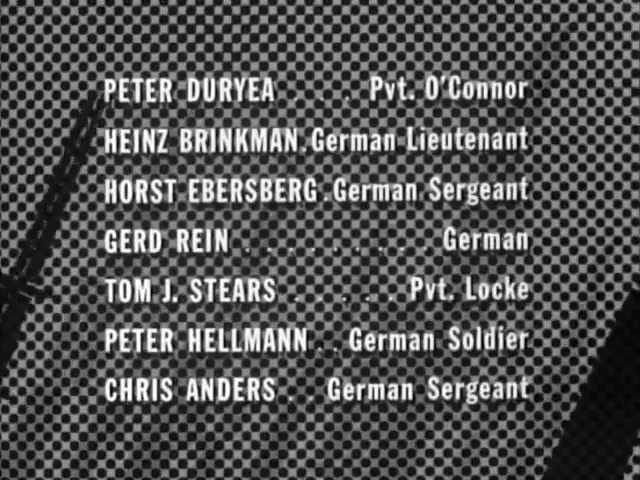 PETER DURYEA . . . Pvt. O'Connor
HEINZ BRINKMAN . German Lieutenant
HORST EBERSBERG . German Sergeant
GERD REIN . . . . . . . . . German
TOM J. STEARS . . . . . Pvt. Locke
PETER HELLMANN . . German Soldier
CHRIS ANDERS . . German Sergeant